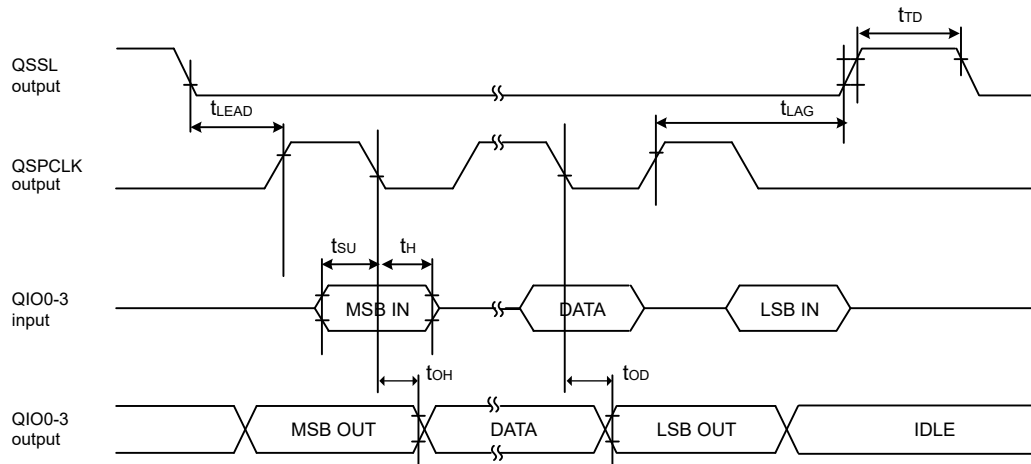 tTD
QSSL
output
tLEAD
tLAG
QSPCLK
output
tSU
tH
QIO0-3
input
MSB IN
DATA
LSB IN
tOH
tOD
QIO0-3
output
MSB OUT
DATA
LSB OUT
IDLE